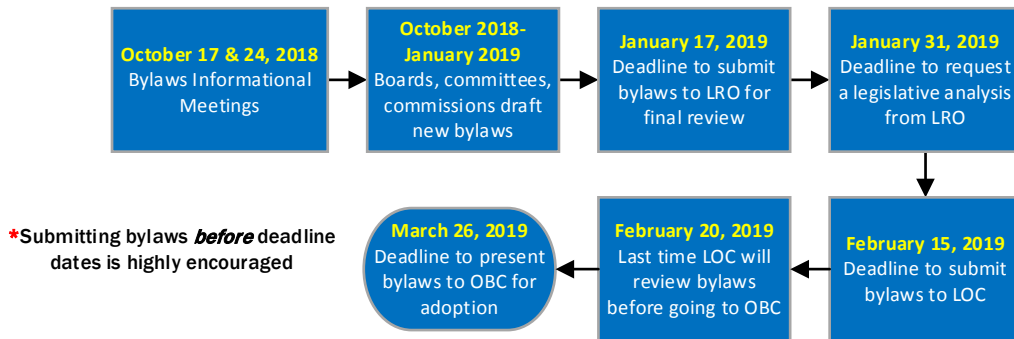 October 17 & 24, 2018
Bylaws Informational
Meetings
October 2018-
January 2019
Boards, committees,
commissions draft
new bylaws
January 17, 2019
Deadline to submit
bylaws to LRO for
final review
January 31, 2019
Deadline to request
a legislative analysis
from LRO
February 15, 2019
Deadline to submit
bylaws to LOC
February 20, 2019
Last time LOC will
review bylaws
before going to OBC
March 26, 2019
Deadline to present
bylaws to OBC for
adoption
*Submitting bylaws before deadline
dates is highly encouraged